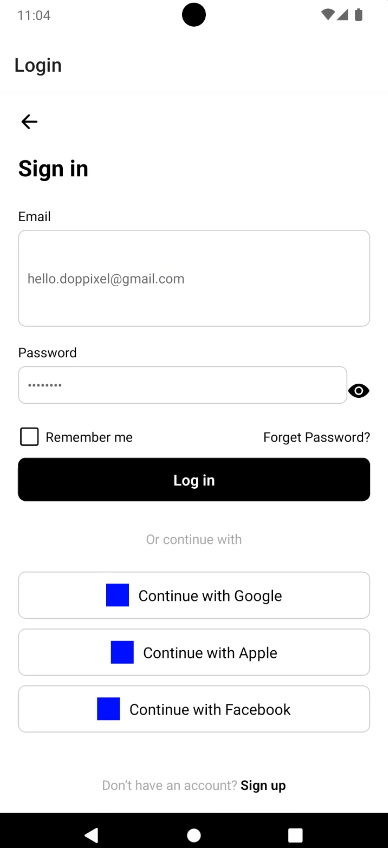 11:04
Login
Sign in
Email
hello.doppixel@gmail.com
Password
••••••••
Remember me Forget Password?
Log in
Or continue with
Continue with Google
Continue with Apple
Continue with Facebook
Don't have an account? Sign up